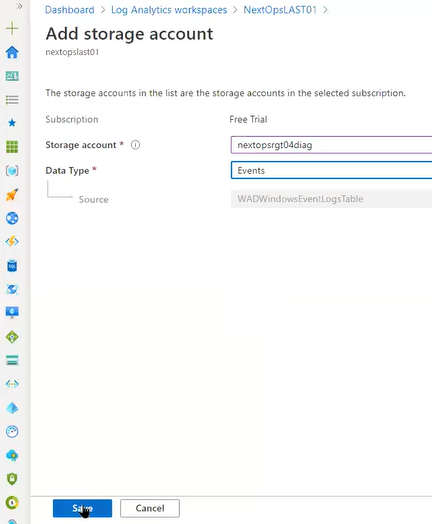 Dashboard > Log Analytics workspaces > NextOpsLAST01 >
Add storage account
nextopslast01
The storage accounts in the list are the storage accounts in the selected subscription.
Subscription Free Trial
Storage account * nextopsrgt04diag
Data Type * Events
Source WADWindowsEventLogsTable
Save Cancel